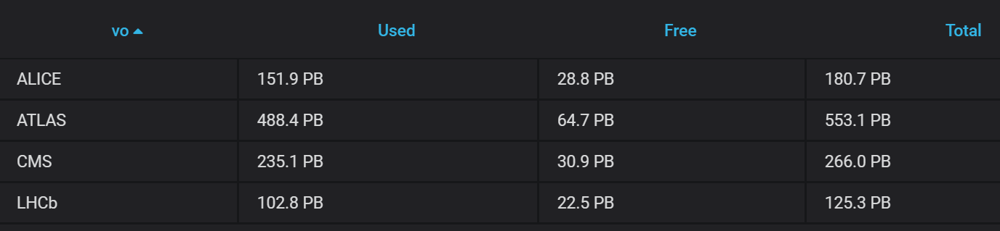 vo Used Free Total
ALICE 151.9 PB 28.8 PB 180.7 PB
ATLAS 488.4 PB 64.7 PB 553.1 PB
CMS 235.1 PB 30.9 PB 266.0 PB
LHCb 102.8 PB 22.5 PB 125.3 PB